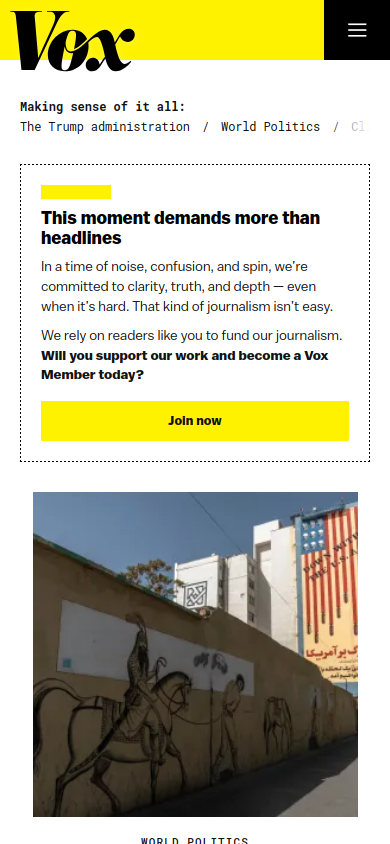 Vox
Making sense of it all:
The Trump administration / World Politics / Cl
This moment demands more than
headlines
In a time of noise, confusion, and spin, we’re
committed to clarity, truth, and depth — even
when it’s hard. That kind of journalism isn’t easy.
We rely on readers like you to fund our journalism.
Will you support our work and become a Vox
Member today?
Join now
DOWN WITH
THE U.S.A
WORLD POLITICS